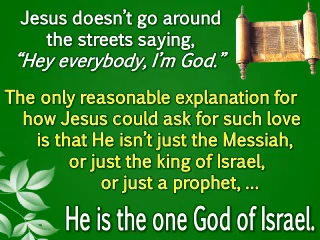 Jesus doesn't go around
the streets saying,
"Hey everybody, I'm God."
The only reasonable explanation for
how Jesus could ask for such love
is that He isn't just the Messiah,
or just the king of Israel,
or just a prophet, ...
He is the one God of Israel.